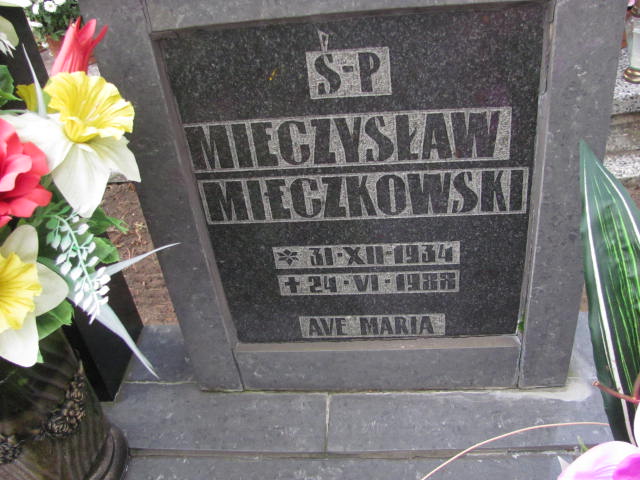 Ś-P
MIECZYSŁAW
MIECZKOWSKI
* 31·XII·1934
+ 24·VI·1988
AVE MARIA